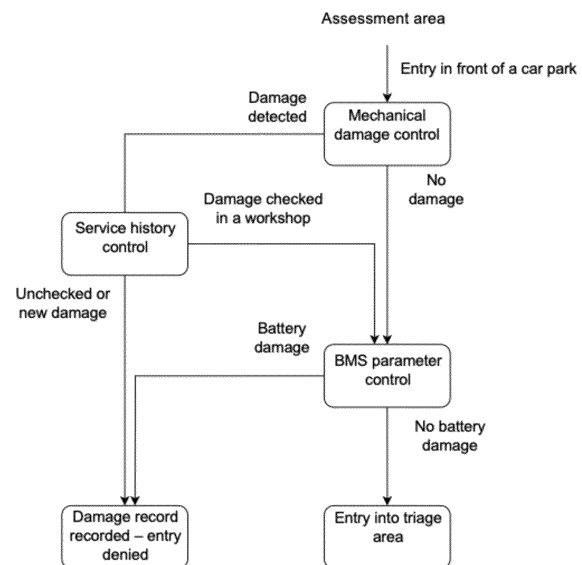 Assessment area
Entry in front of a car park
Damage
detected
Mechanical
damage control
No
damage
Damage checked
in a workshop
Service history
control
Unchecked or
new damage
Battery
damage
BMS parameter
control
No battery
damage
Damage record
recorded – entry
denied
Entry into triage
area